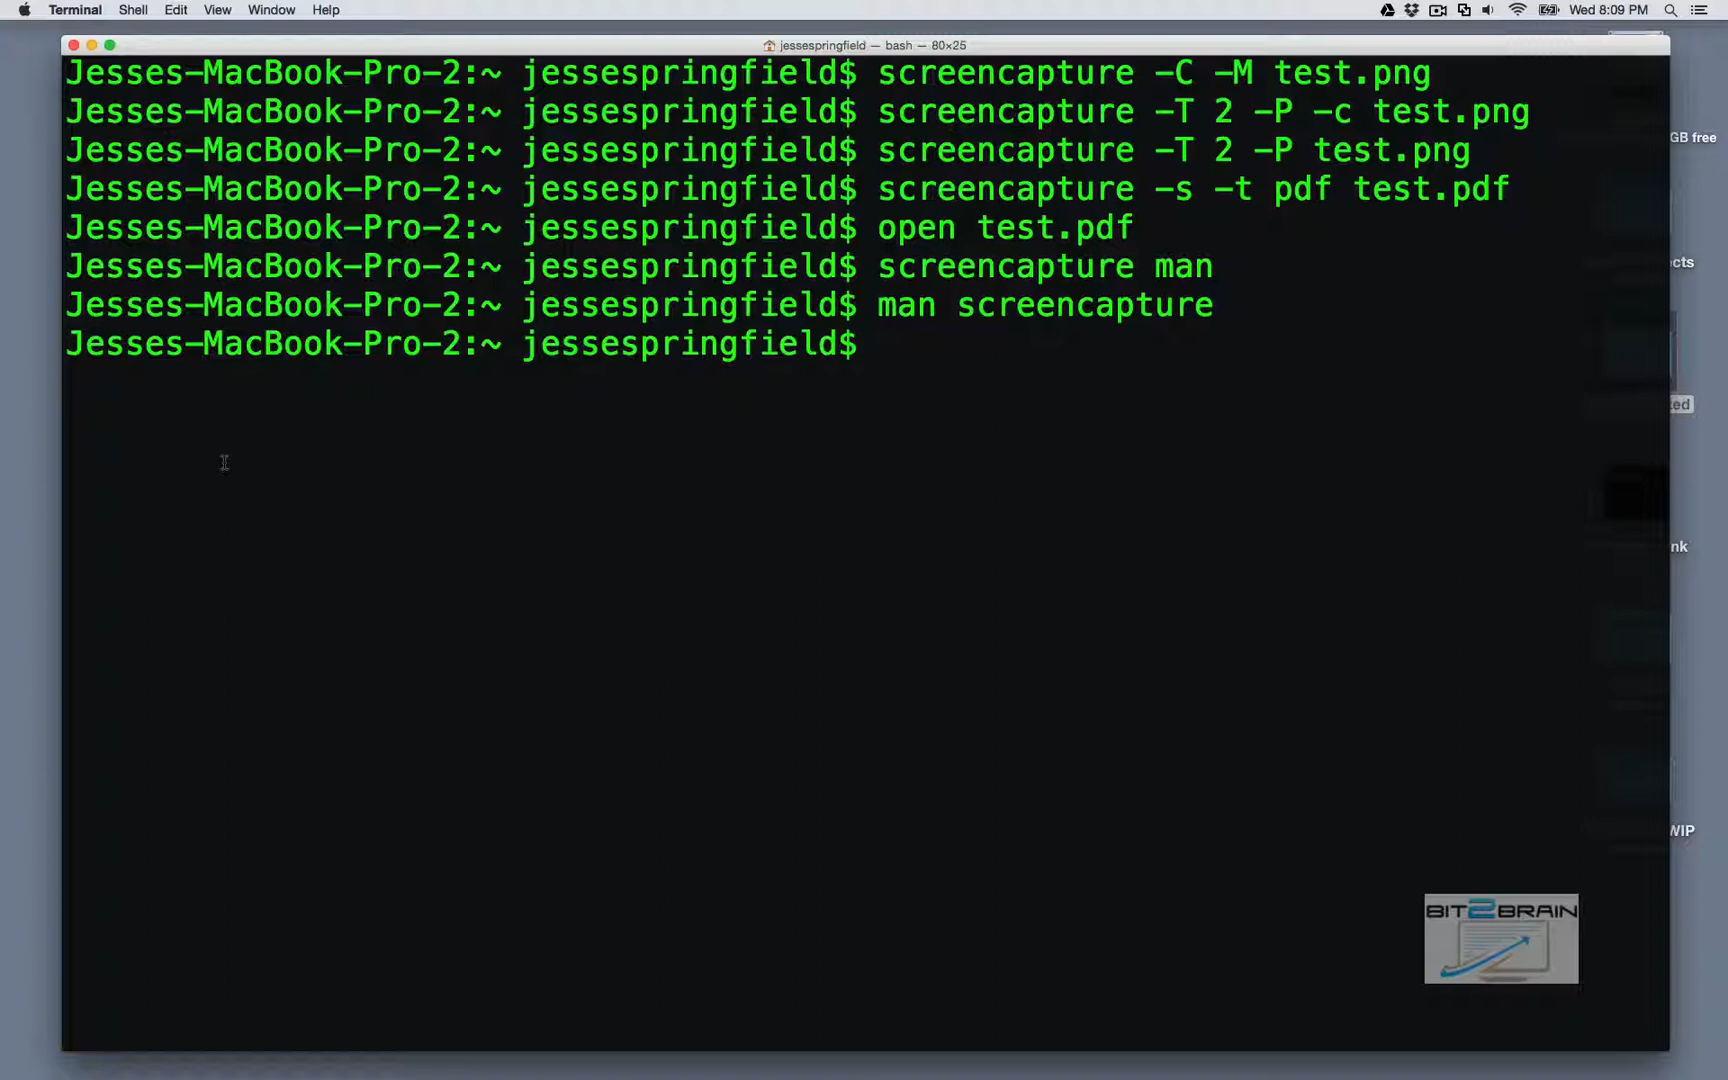 Terminal Shell Edit View Window Help Wed 8:09 PM
jessespringfield — bash — 80×25
Jesses-MacBook-Pro-2:~ jessespringfield$ screencapture -C -M test.png
Jesses-MacBook-Pro-2:~ jessespringfield$ screencapture -T 2 -P -c test.png
Jesses-MacBook-Pro-2:~ jessespringfield$ screencapture -T 2 -P test.png
Jesses-MacBook-Pro-2:~ jessespringfield$ screencapture -s -t pdf test.pdf
Jesses-MacBook-Pro-2:~ jessespringfield$ open test.pdf
Jesses-MacBook-Pro-2:~ jessespringfield$ screencapture man
Jesses-MacBook-Pro-2:~ jessespringfield$ man screencapture
Jesses-MacBook-Pro-2:~ jessespringfield$
GB free
cts
nk
WIP
BIT2BRAIN